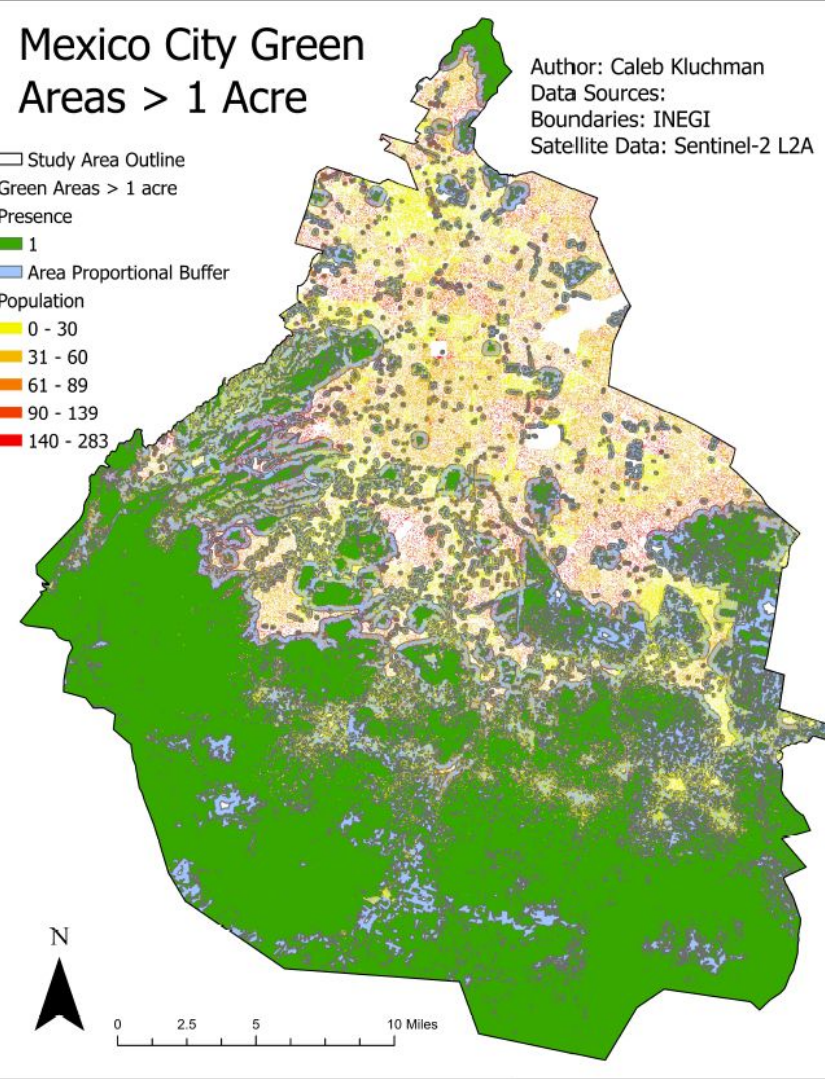 Mexico City Green
Areas > 1 Acre
Author: Caleb Kluchman
Data Sources:
Boundaries: INEGI
Satellite Data: Sentinel-2 L2A
Study Area Outline
Green Areas > 1 acre
Presence
1
Area Proportional Buffer
Population
0 - 30
31 - 60
61 - 89
90 - 139
140 - 283
N
0 2.5 5 10 Miles